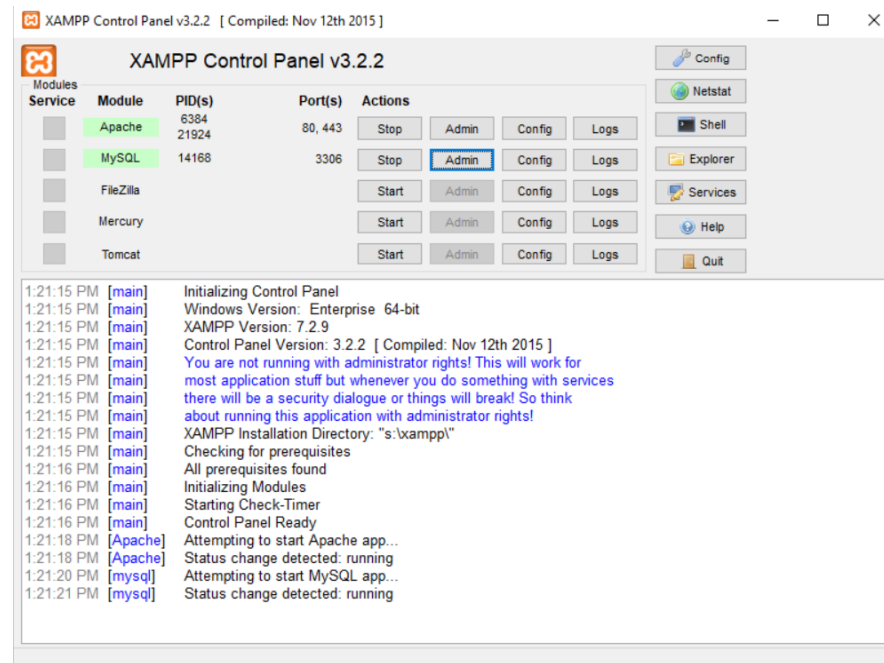 XAMPP Control Panel v3.2.2 [ Compiled: Nov 12th 2015 ]
XAMPP Control Panel v3.2.2
Config
Modules
Netstat
Service Module PID(s) Port(s) Actions
Apache 6384 21924 80, 443 Stop Admin Config Logs
Shell
MySQL 14168 3306 Stop Admin Config Logs
Explorer
FileZilla Start Admin Config Logs
Services
Mercury Start Admin Config Logs
Help
Tomcat Start Admin Config Logs
Quit
1:21:15 PM [main] Initializing Control Panel
1:21:15 PM [main] Windows Version: Enterprise 64-bit
1:21:15 PM [main] XAMPP Version: 7.2.9
1:21:15 PM [main] Control Panel Version: 3.2.2 [ Compiled: Nov 12th 2015 ]
1:21:15 PM [main] You are not running with administrator rights! This will work for
1:21:15 PM [main] most application stuff but whenever you do something with services
1:21:15 PM [main] there will be a security dialogue or things will break! So think
1:21:15 PM [main] about running this application with administrator rights!
1:21:15 PM [main] XAMPP Installation Directory: "s:\xampp\"
1:21:15 PM [main] Checking for prerequisites
1:21:16 PM [main] All prerequisites found
1:21:16 PM [main] Initializing Modules
1:21:16 PM [main] Starting Check-Timer
1:21:16 PM [main] Control Panel Ready
1:21:18 PM [Apache] Attempting to start Apache app...
1:21:18 PM [Apache] Status change detected: running
1:21:20 PM [mysql] Attempting to start MySQL app...
1:21:21 PM [mysql] Status change detected: running